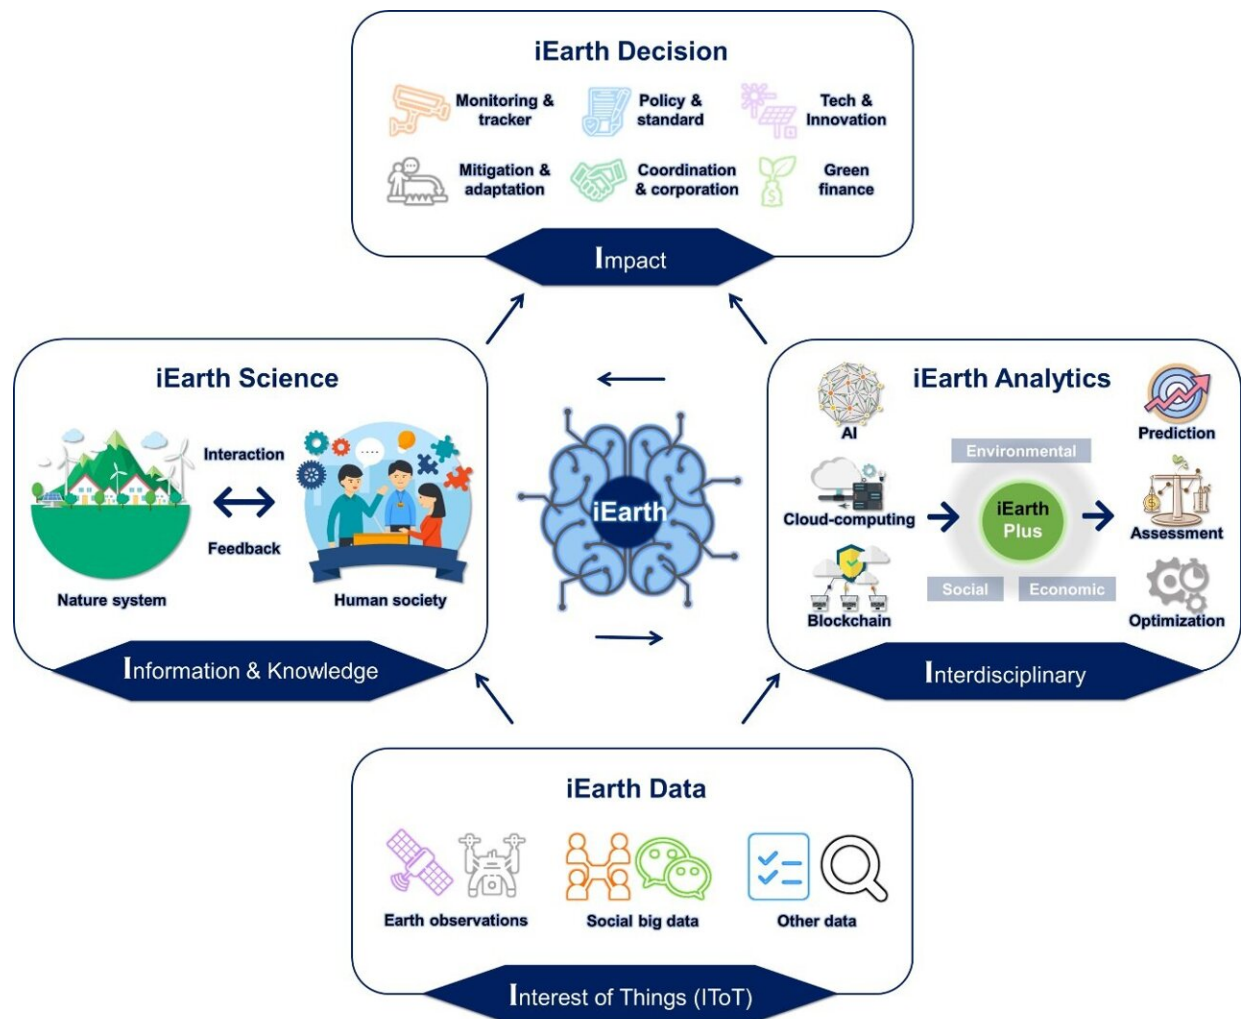 iEarth Decision
Monitoring &
tracker
Policy &
standard
Tech &
Innovation
Mitigation &
adaptation
Coordination
& corporation
Green
finance
Impact
iEarth Science
Interaction
Feedback
Nature system
Human society
Information & Knowledge
iEarth
iEarth Analytics
AI
Cloud-computing
Blockchain
Environmental
iEarth
Plus
Social
Economic
Prediction
Assessment
Optimization
Interdisciplinary
iEarth Data
Earth observations
Social big data
Other data
Interest of Things (IToT)